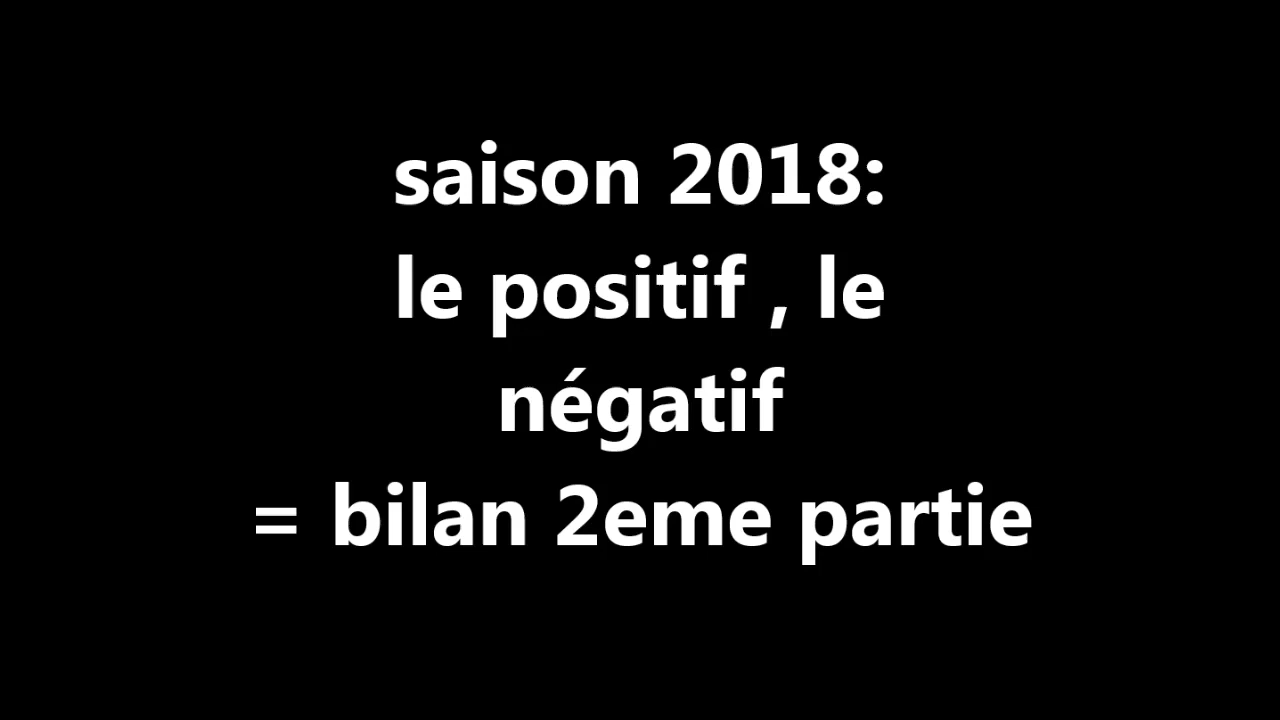 saison 2018:
le positif , le
négatif
= bilan 2eme partie